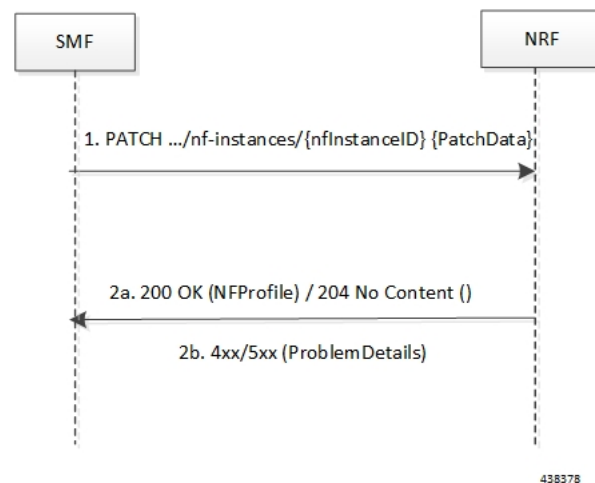 SMF
NRF
1. PATCH .../nf-instances/{nfInstanceID} {PatchData}
2a. 200 OK (NFProfile) / 204 No Content ()
2b. 4xx/5xx (ProblemDetails)
438378